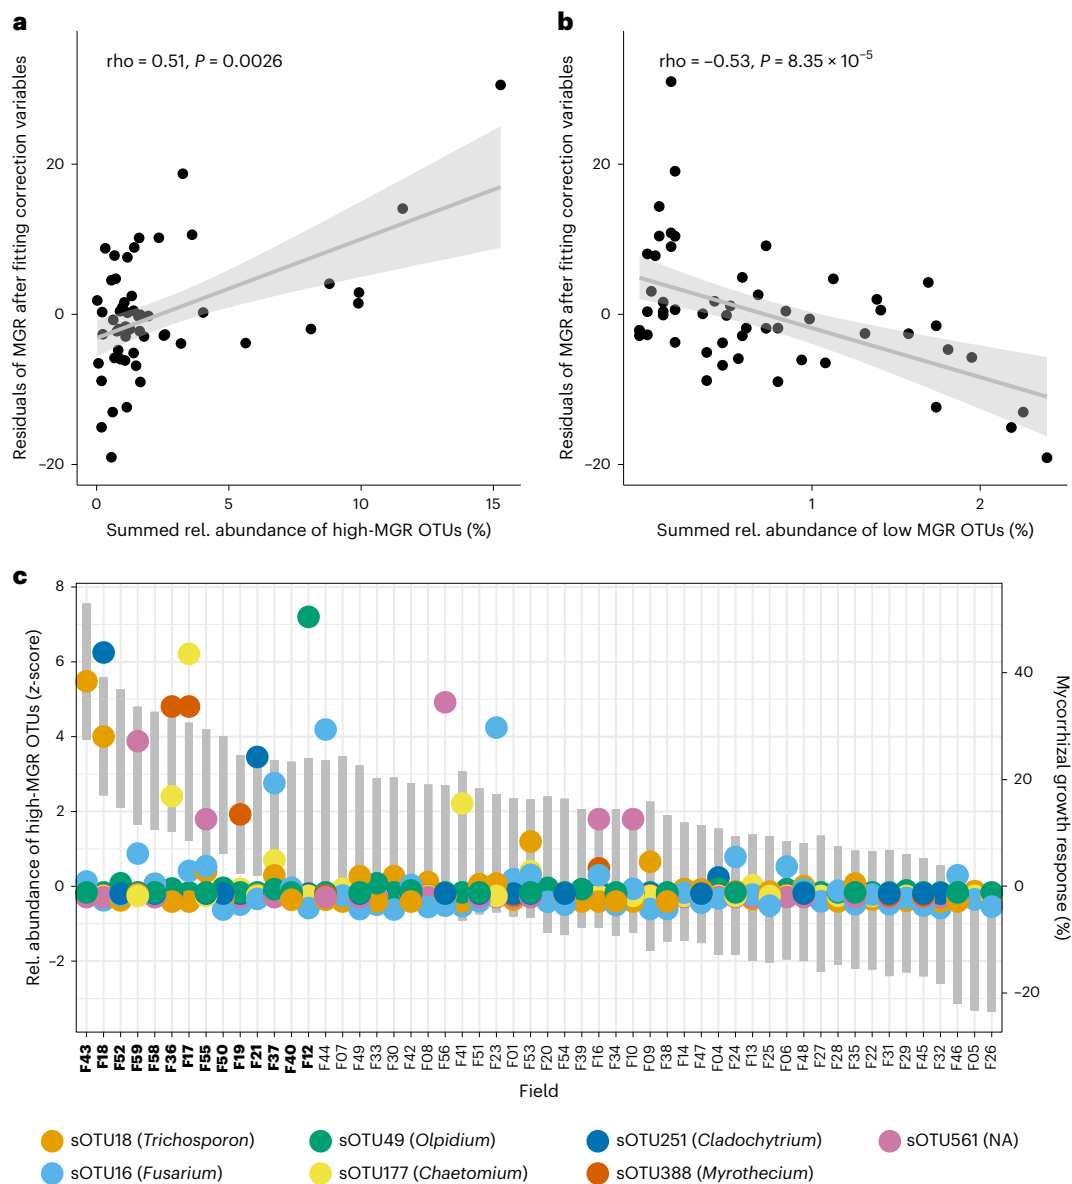 a
rho = 0.51, P = 0.0026
Residuals of MGR after fitting correction variables
20
0
−20
0 5 10 15
Summed rel. abundance of high-MGR OTUs (%)
b
rho = −0.53, P = 8.35 × 10⁻⁵
Residuals of MGR after fitting correction variables
20
0
−20
1 2
Summed rel. abundance of low MGR OTUs (%)
c
Rel. abundance of high-MGR OTUs (z-score)
8
6
4
2
0
−2
40
20
0
−20
Mycorrhizal growth response (%)
F43 F18 F52 F59 F58 F36 F17 F55 F50 F19 F21 F37 F40 F12 F44 F07 F49 F33 F30 F42 F08 F56 F41 F51 F23 F01 F53 F20 F54 F39 F16 F34 F10 F09 F38 F14 F47 F04 F24 F13 F25 F06 F48 F27 F28 F35 F22 F31 F29 F45 F32 F46 F05 F26
Field
sOTU18 (Trichosporon) sOTU49 (Olpidium) sOTU251 (Cladochytrium) sOTU561 (NA)
sOTU16 (Fusarium) sOTU177 (Chaetomium) sOTU388 (Myrothecium)